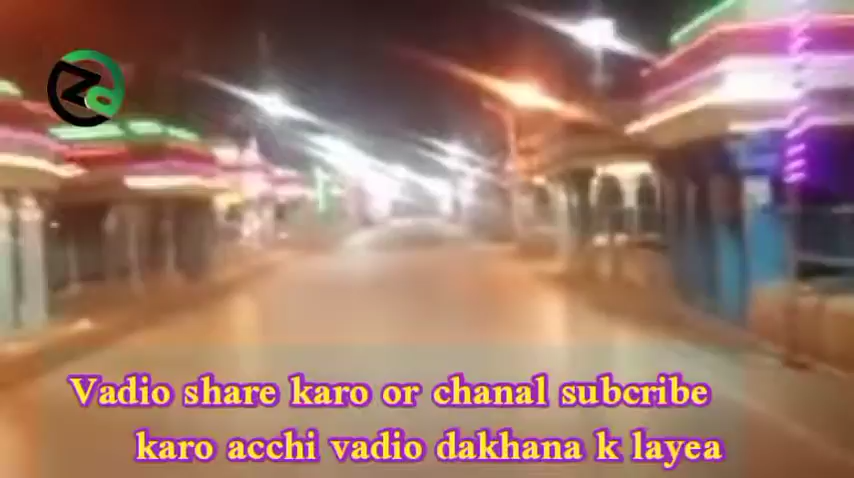 Vadio share karo or chanal subcribe
karo acchi vadio dakhana k layea